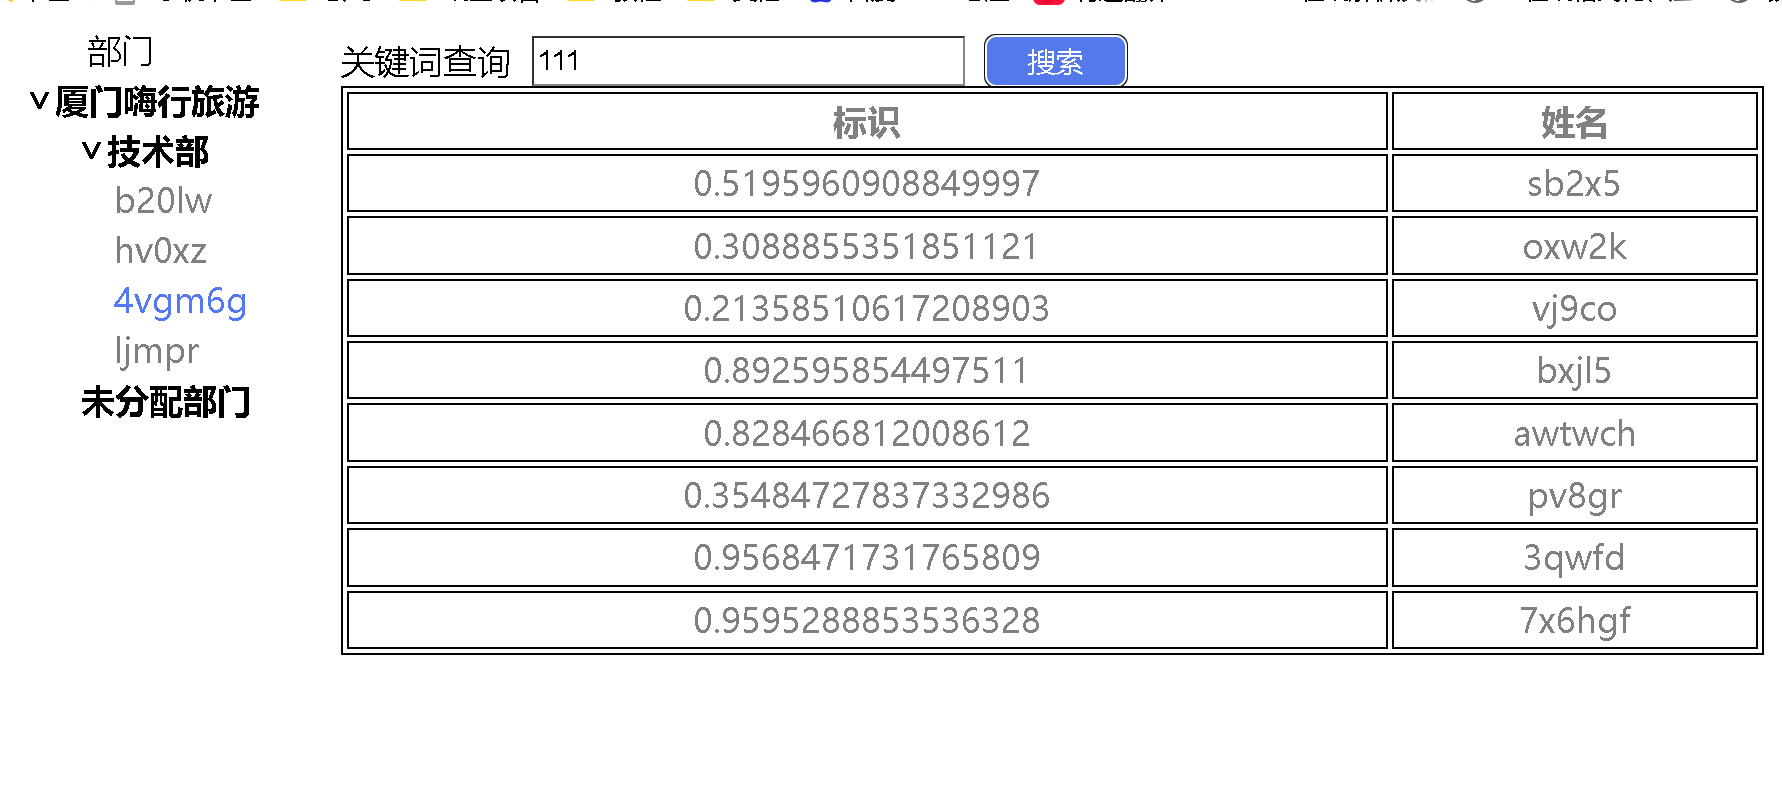 部门
厦门嗨行旅游
技术部
b20lw
hv0xz
4vgm6g
ljmpr
未分配部门
关键词查询 111 搜索
标识 姓名
0.5195960908849997 sb2x5
0.3088855351851121 oxw2k
0.21358510617208903 vj9co
0.892595854497511 bxjl5
0.828466812008612 awtwch
0.35484727837332986 pv8gr
0.9568471731765809 3qwfd
0.9595288853536328 7x6hgf